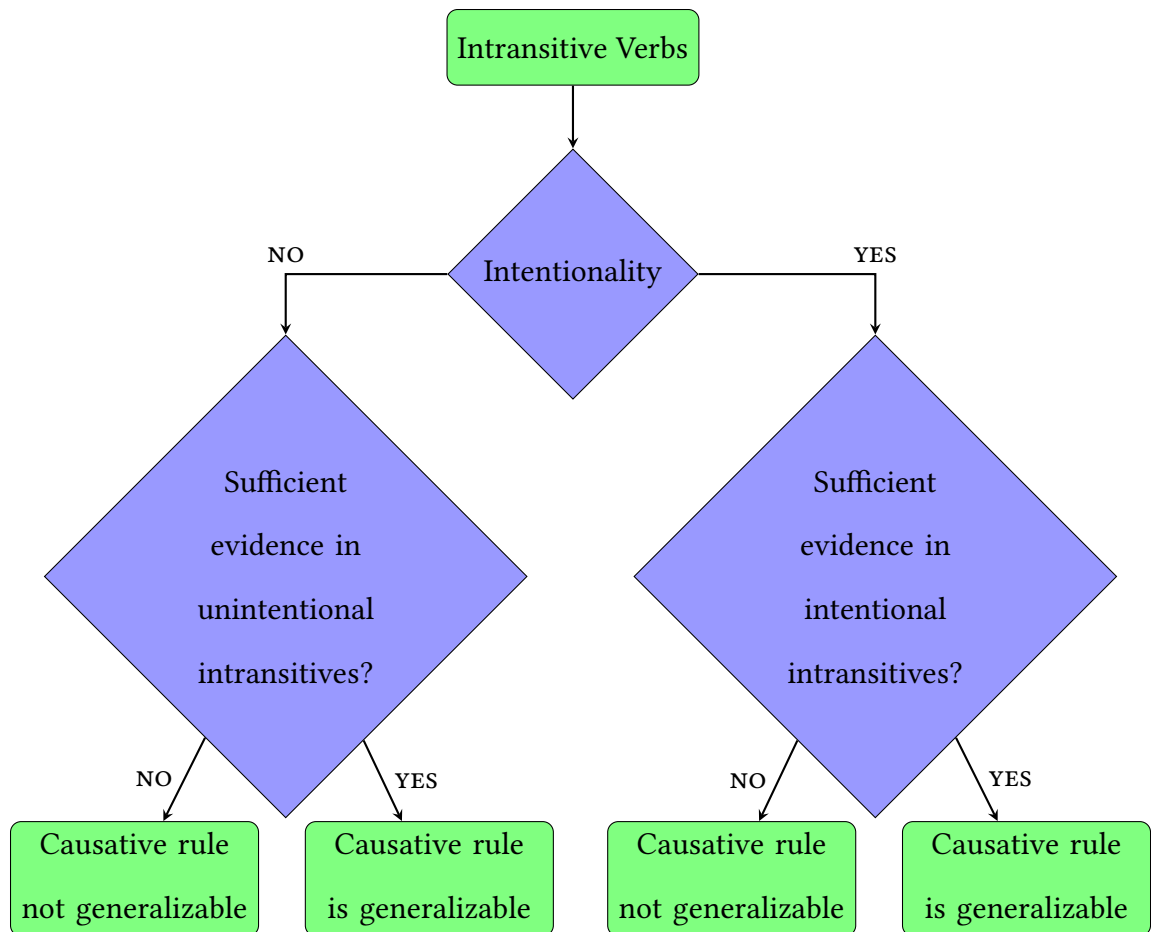 Intransitive Verbs
Intentionality
NO
YES
Sufficient
evidence in
unintentional
intransitives?
Sufficient
evidence in
intentional
intransitives?
NO
YES
NO
YES
Causative rule
not generalizable
Causative rule
is generalizable
Causative rule
not generalizable
Causative rule
is generalizable